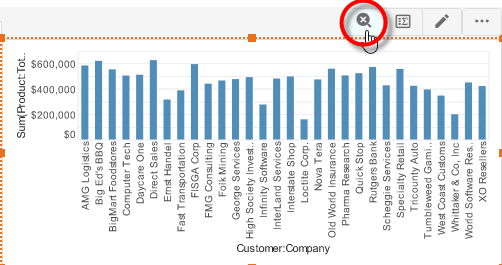 Sum(Product:Tot..
$600,000
$400,000
$200,000
$0
AMG Logistics
Big Ed's BBQ
BigMart Foodstores
Computer Tech
Daycare One
Direct Sales
Ernst Handel
Fast Transportation
FISGA Corp
FMG Consulting
Folk Mining
George Services
High Society Invest..
Infinity Software
InterLand Services
Interstate Shop
Loctite Corp.
Nova Tera
Old World Insurance
Pharma Research
Quick Stop
Rutgers Bank
Scheggie Services
Specialty Retail
Tricounty Auto
Tumbleweed Gami..
West Coast Customs
Whittaker & Co, Inc
World Software Res..
XO Resellers
Customer:Company